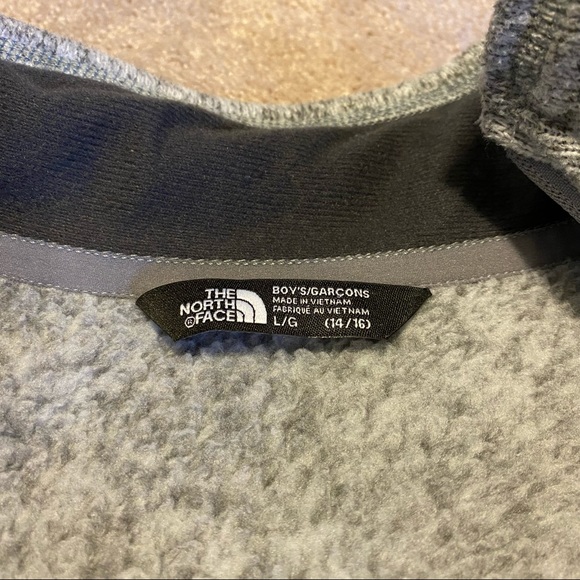 THE
NORTH
FACE
BOY'S/GARÇONS
MADE IN VIETNAM
FABRIQUÉ AU VIETNAM
L/G (14/16)